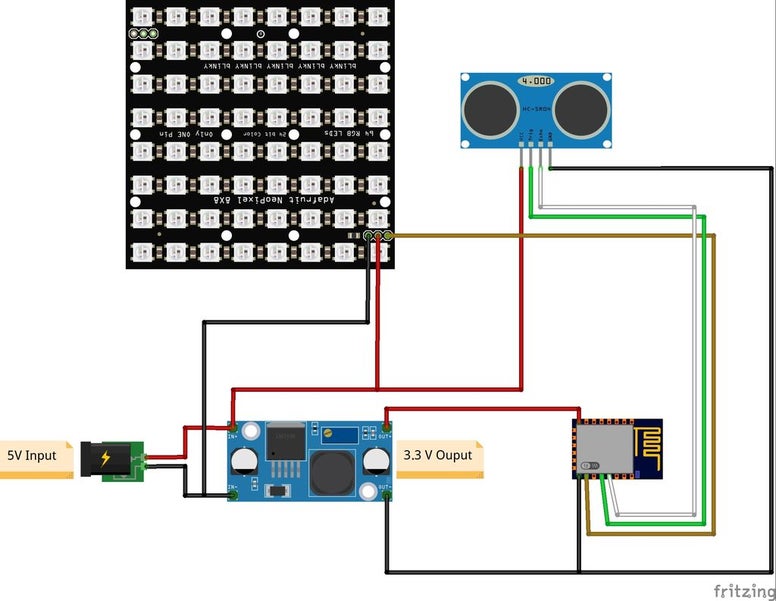 BLINKY BLINKY BLINKY BLINKY BLINKY
64 RGB LEDs 24 bit Color Only ONE Pin
Adafruit NeoPixel 8X8
4.000
HC-SR04
VCC
Trig
Echo
GND
5V Input
IN+
IN-
OUT+
OUT-
3.3 V Ouput
fritzing